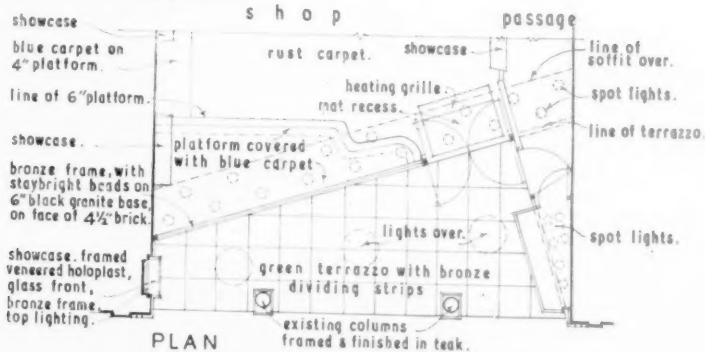 shop
passage
showcase
blue carpet on
4" platform.
line of 6" platform.
showcase.
bronze frame, with
staybright beads on
6" black granite base,
on face of 4½" brick.
showcase. framed
veneered holoplast,
glass front,
bronze frame,
top lighting.
rust carpet.
showcase
heating grille
mat recess.
platform covered
with blue carpet
lights over.
green terrazzo with bronze
dividing strips
existing columns
framed & finished in teak.
line of
soffit over.
spot lights.
line of terrazzo.
spot lights.
PLAN